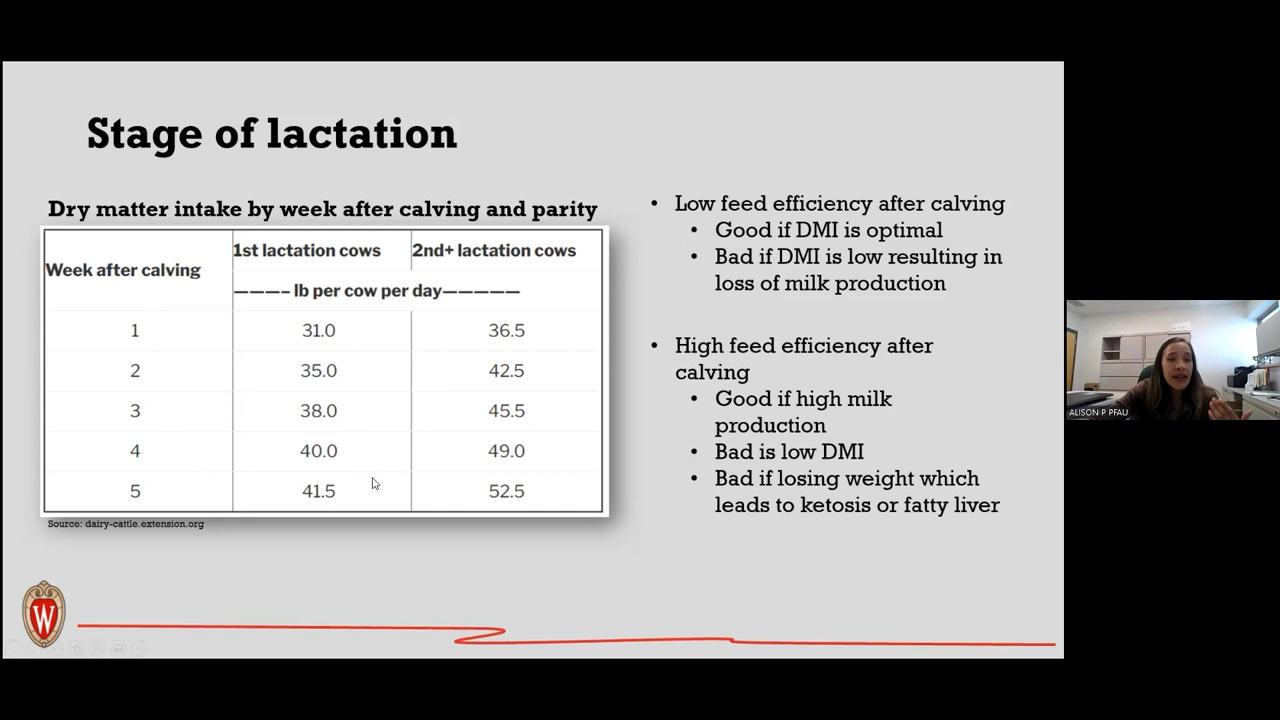 Stage of lactation
Dry matter intake by week after calving and parity
Week after calving
1st lactation cows
2nd+ lactation cows
———– lb per cow per day—————
1 31.0 36.5
2 35.0 42.5
3 38.0 45.5
4 40.0 49.0
5 41.5 52.5
Source: dairy-cattle.extension.org
• Low feed efficiency after calving
• Good if DMI is optimal
• Bad if DMI is low resulting in
loss of milk production
• High feed efficiency after
calving
• Good if high milk
production
• Bad is low DMI
• Bad if losing weight which
leads to ketosis or fatty liver
W
ALISON P PFAU